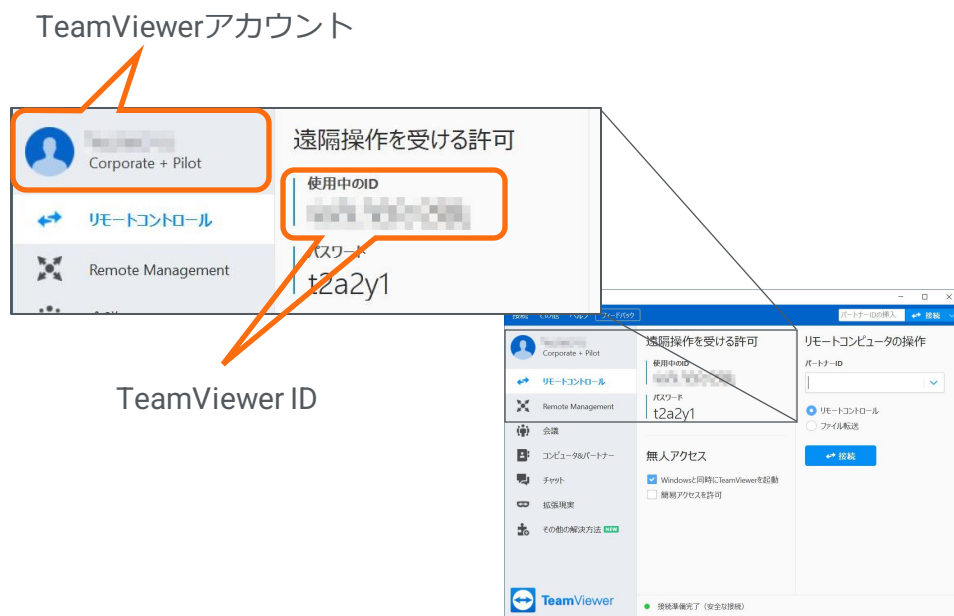 TeamViewerアカウント
Corporate + Pilot
リモートコントロール
Remote Management
遠隔操作を受ける許可
使用中のID
パスワード
t2a2y1
TeamViewer ID
接続 その他 ヘルプ フィードバック
パートナーIDの挿入 接続
Corporate + Pilot
リモートコントロール
Remote Management
会議
コンピュータ&パートナー
チャット
拡張現実
その他の解決方法 NEW
TeamViewer
遠隔操作を受ける許可
使用中のID
パスワード
t2a2y1
無人アクセス
Windowsと同時にTeamViewerを起動
簡易アクセスを許可
接続準備完了（安全な接続）
リモートコンピュータの操作
パートナーID
リモートコントロール
ファイル転送
接続